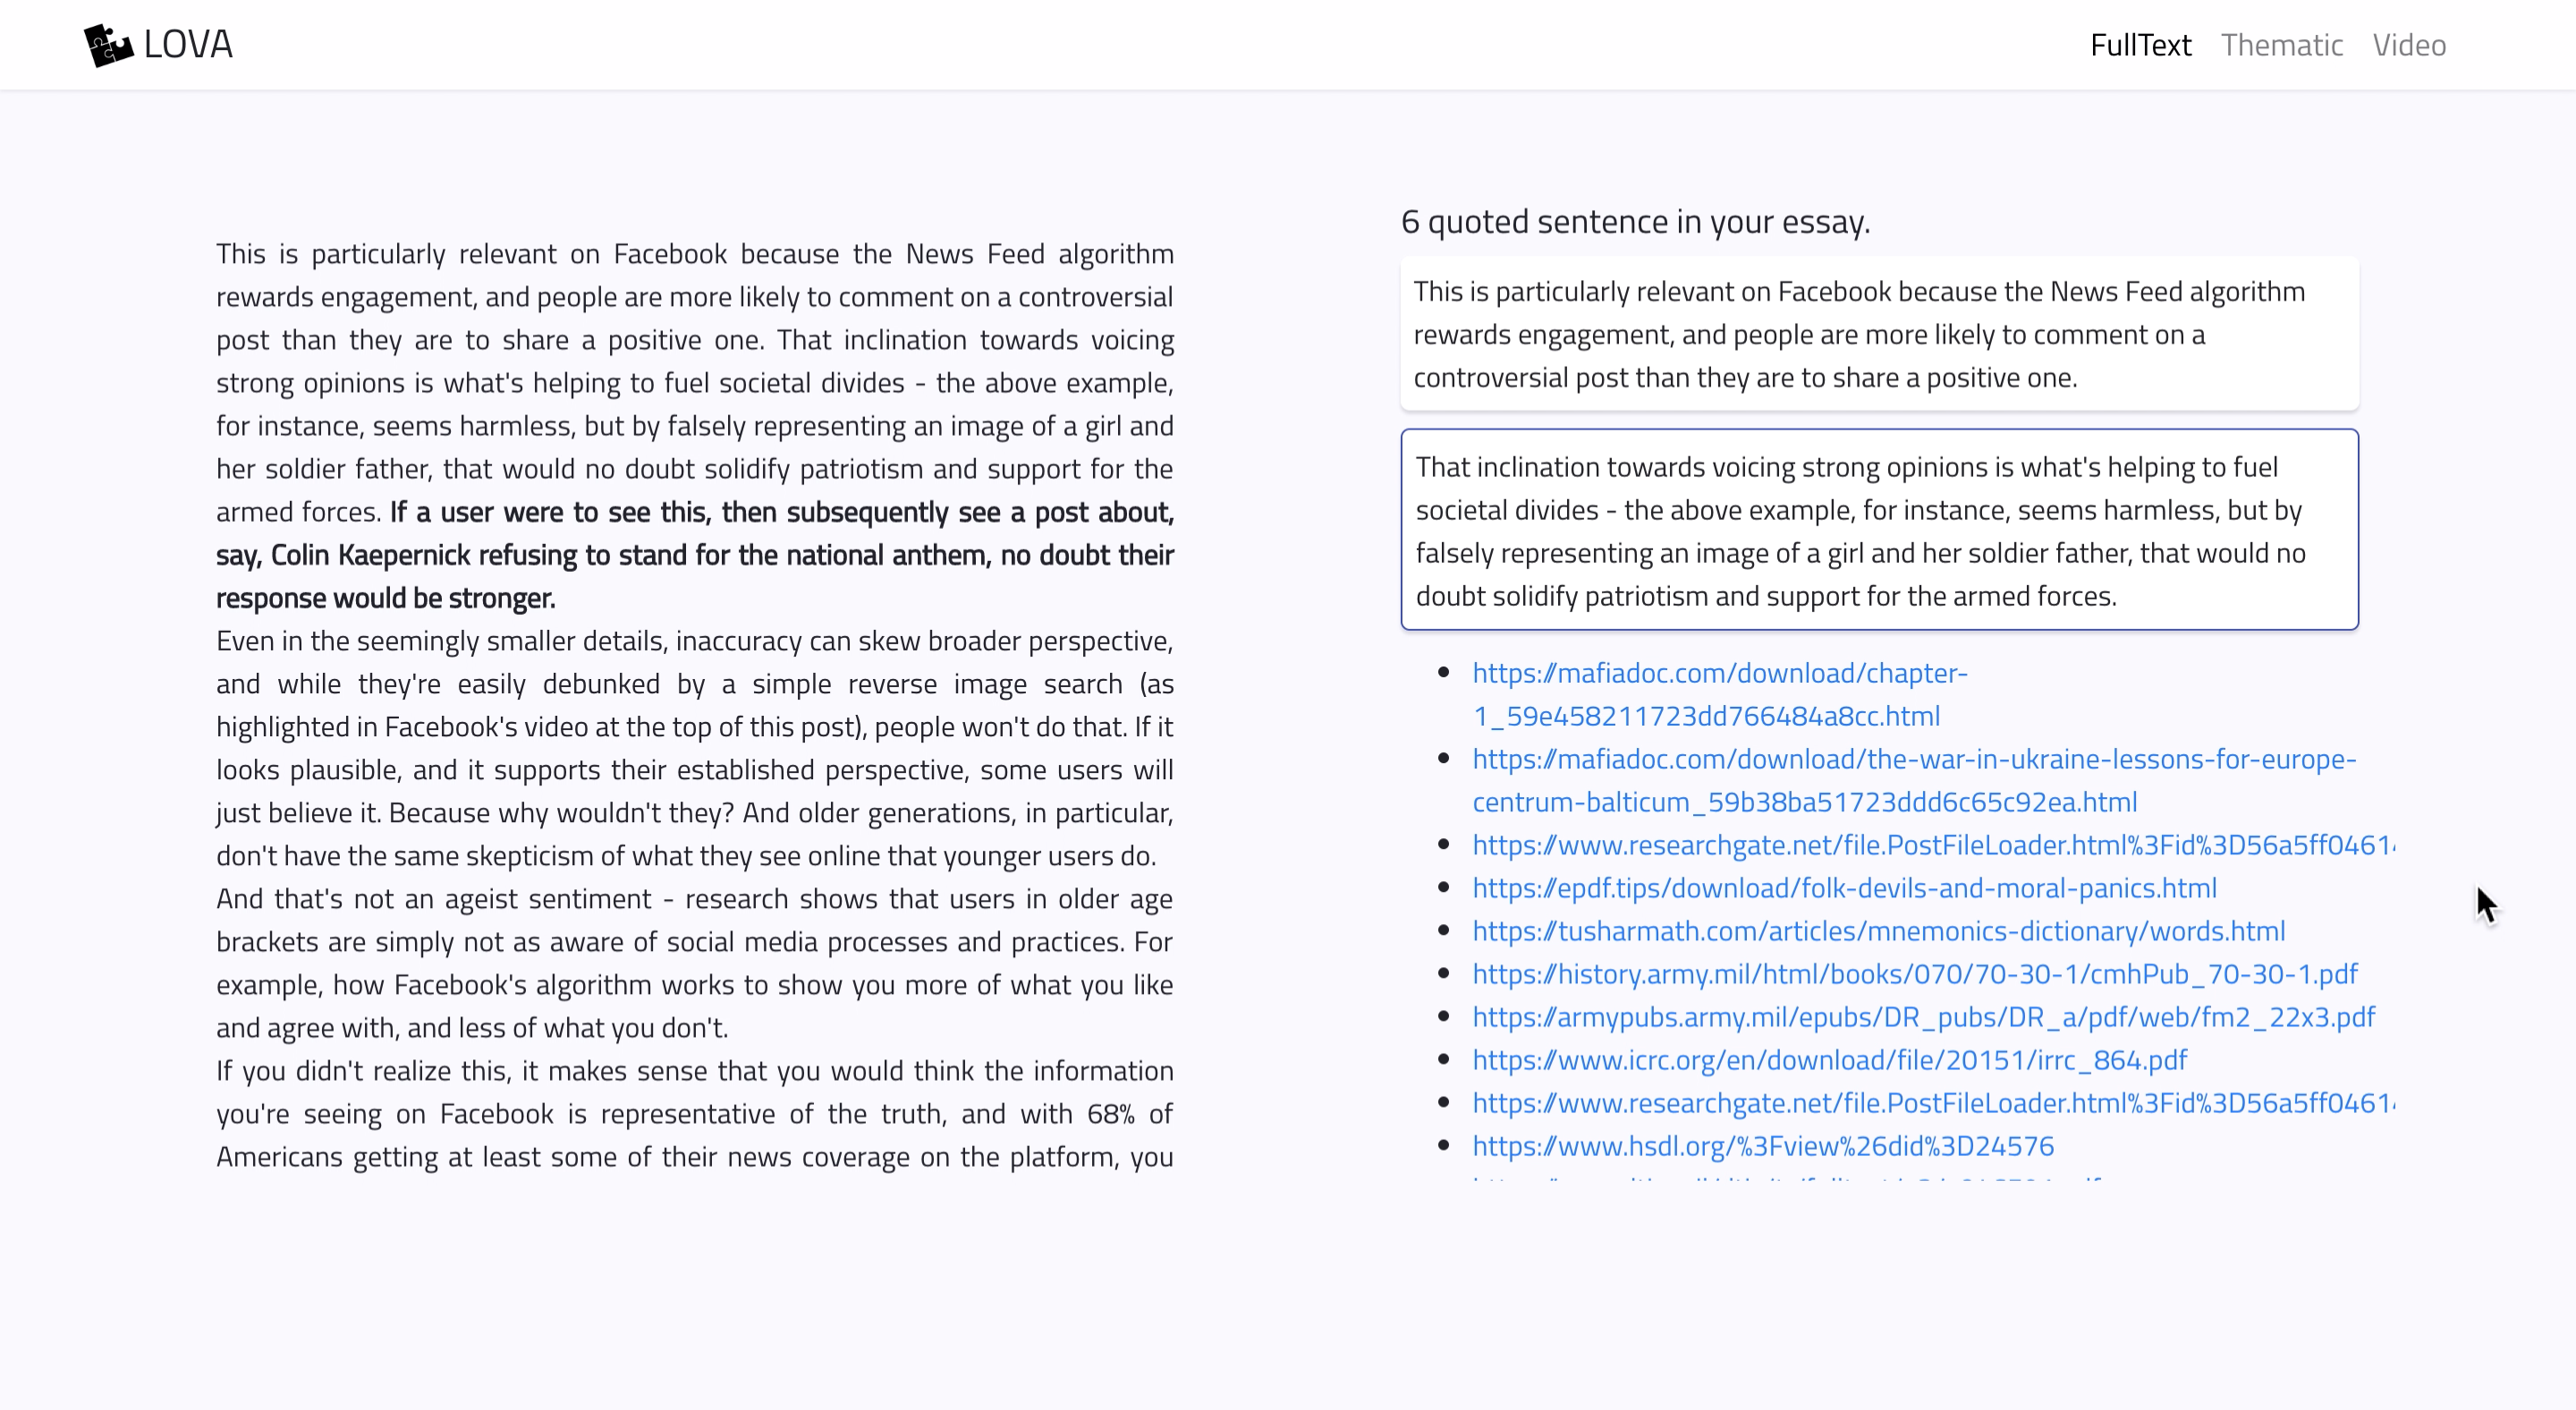 LOVA
FullText Thematic Video
This is particularly relevant on Facebook because the News Feed algorithm
rewards engagement, and people are more likely to comment on a controversial
post than they are to share a positive one. That inclination towards voicing
strong opinions is what's helping to fuel societal divides - the above example,
for instance, seems harmless, but by falsely representing an image of a girl and
her soldier father, that would no doubt solidify patriotism and support for the
armed forces. If a user were to see this, then subsequently see a post about,
say, Colin Kaepernick refusing to stand for the national anthem, no doubt their
response would be stronger.
Even in the seemingly smaller details, inaccuracy can skew broader perspective,
and while they're easily debunked by a simple reverse image search (as
highlighted in Facebook's video at the top of this post), people won't do that. If it
looks plausible, and it supports their established perspective, some users will
just believe it. Because why wouldn't they? And older generations, in particular,
don't have the same skepticism of what they see online that younger users do.
And that's not an ageist sentiment - research shows that users in older age
brackets are simply not as aware of social media processes and practices. For
example, how Facebook's algorithm works to show you more of what you like
and agree with, and less of what you don't.
If you didn't realize this, it makes sense that you would think the information
you're seeing on Facebook is representative of the truth, and with 68% of
Americans getting at least some of their news coverage on the platform, you
6 quoted sentence in your essay.
This is particularly relevant on Facebook because the News Feed algorithm
rewards engagement, and people are more likely to comment on a
controversial post than they are to share a positive one.
That inclination towards voicing strong opinions is what's helping to fuel
societal divides - the above example, for instance, seems harmless, but by
falsely representing an image of a girl and her soldier father, that would no
doubt solidify patriotism and support for the armed forces.
https://mafiadoc.com/download/chapter-
1_59e458211723dd766484a8cc.html
https://mafiadoc.com/download/the-war-in-ukraine-lessons-for-europe-
centrum-balticum_59b38ba51723ddd6c65c92ea.html
https://www.researchgate.net/file.PostFileLoader.html%3Fid%3D56a5ff0461
https://epdf.tips/download/folk-devils-and-moral-panics.html
https://tusharmath.com/articles/mnemonics-dictionary/words.html
https://history.army.mil/html/books/070/70-30-1/cmhPub_70-30-1.pdf
https://armypubs.army.mil/epubs/DR_pubs/DR_a/pdf/web/fm2_22x3.pdf
https://www.icrc.org/en/download/file/20151/irrc_864.pdf
https://www.researchgate.net/file.PostFileLoader.html%3Fid%3D56a5ff0461
https://www.hsdl.org/%3Fview%26did%3D24576